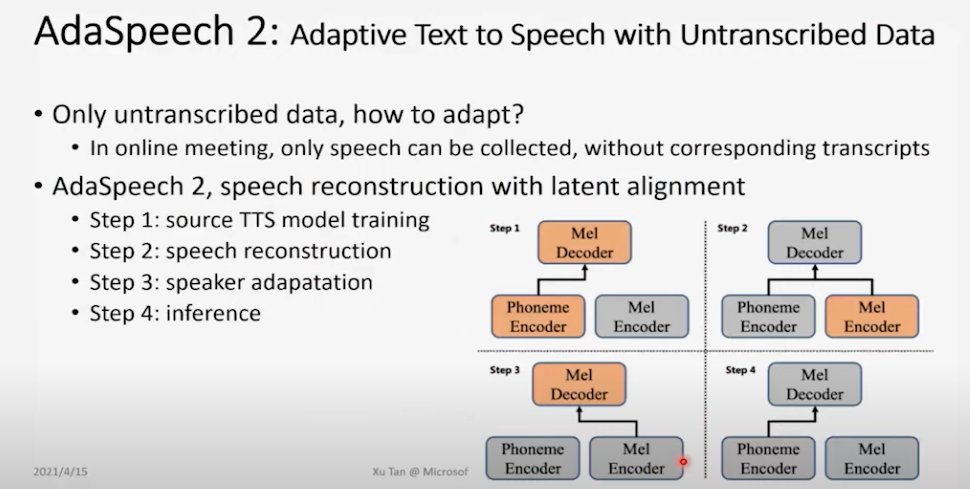 AdaSpeech 2: Adaptive Text to Speech with Untranscribed Data
• Only untranscribed data, how to adapt?
• In online meeting, only speech can be collected, without corresponding transcripts
• AdaSpeech 2, speech reconstruction with latent alignment
• Step 1: source TTS model training
• Step 2: speech reconstruction
• Step 3: speaker adapatation
• Step 4: inference
Step 1
Mel
Decoder
Phoneme
Encoder
Mel
Encoder
Step 2
Mel
Decoder
Phoneme
Encoder
Mel
Encoder
Step 3
Mel
Decoder
Phoneme
Encoder
Mel
Encoder
Step 4
Mel
Decoder
Phoneme
Encoder
Mel
Encoder
2021/4/15
Xu Tan @ Microsof